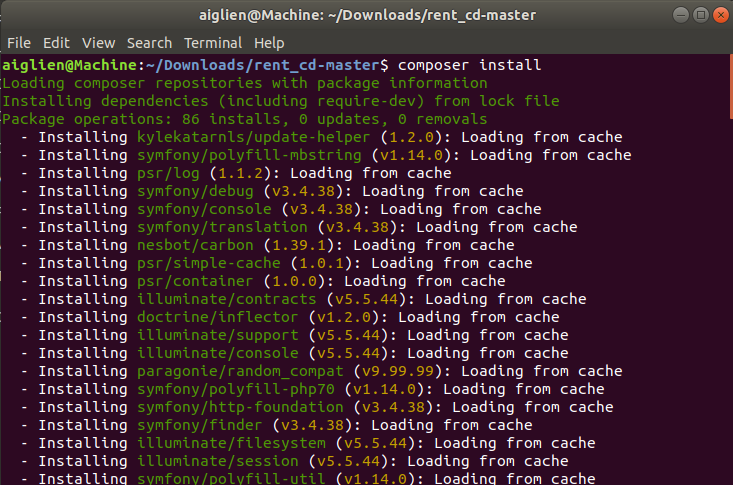 aiglien@Machine: ~/Downloads/rent_cd-master
File Edit View Search Terminal Help
aiglien@Machine:~/Downloads/rent_cd-master$ composer install
Loading composer repositories with package information
Installing dependencies (including require-dev) from lock file
Package operations: 86 installs, 0 updates, 0 removals
- Installing kylekatarnls/update-helper (1.2.0): Loading from cache
- Installing symfony/polyfill-mbstring (v1.14.0): Loading from cache
- Installing psr/log (1.1.2): Loading from cache
- Installing symfony/debug (v3.4.38): Loading from cache
- Installing symfony/console (v3.4.38): Loading from cache
- Installing symfony/translation (v3.4.38): Loading from cache
- Installing nesbot/carbon (1.39.1): Loading from cache
- Installing psr/simple-cache (1.0.1): Loading from cache
- Installing psr/container (1.0.0): Loading from cache
- Installing illuminate/contracts (v5.5.44): Loading from cache
- Installing doctrine/inflector (v1.2.0): Loading from cache
- Installing illuminate/support (v5.5.44): Loading from cache
- Installing illuminate/console (v5.5.44): Loading from cache
- Installing paragonie/random_compat (v9.99.99): Loading from cache
- Installing symfony/polyfill-php70 (v1.14.0): Loading from cache
- Installing symfony/http-foundation (v3.4.38): Loading from cache
- Installing symfony/finder (v3.4.38): Loading from cache
- Installing illuminate/filesystem (v5.5.44): Loading from cache
- Installing illuminate/session (v5.5.44): Loading from cache
- Installing symfony/polyfill-util (v1.14.0): Loading from cache